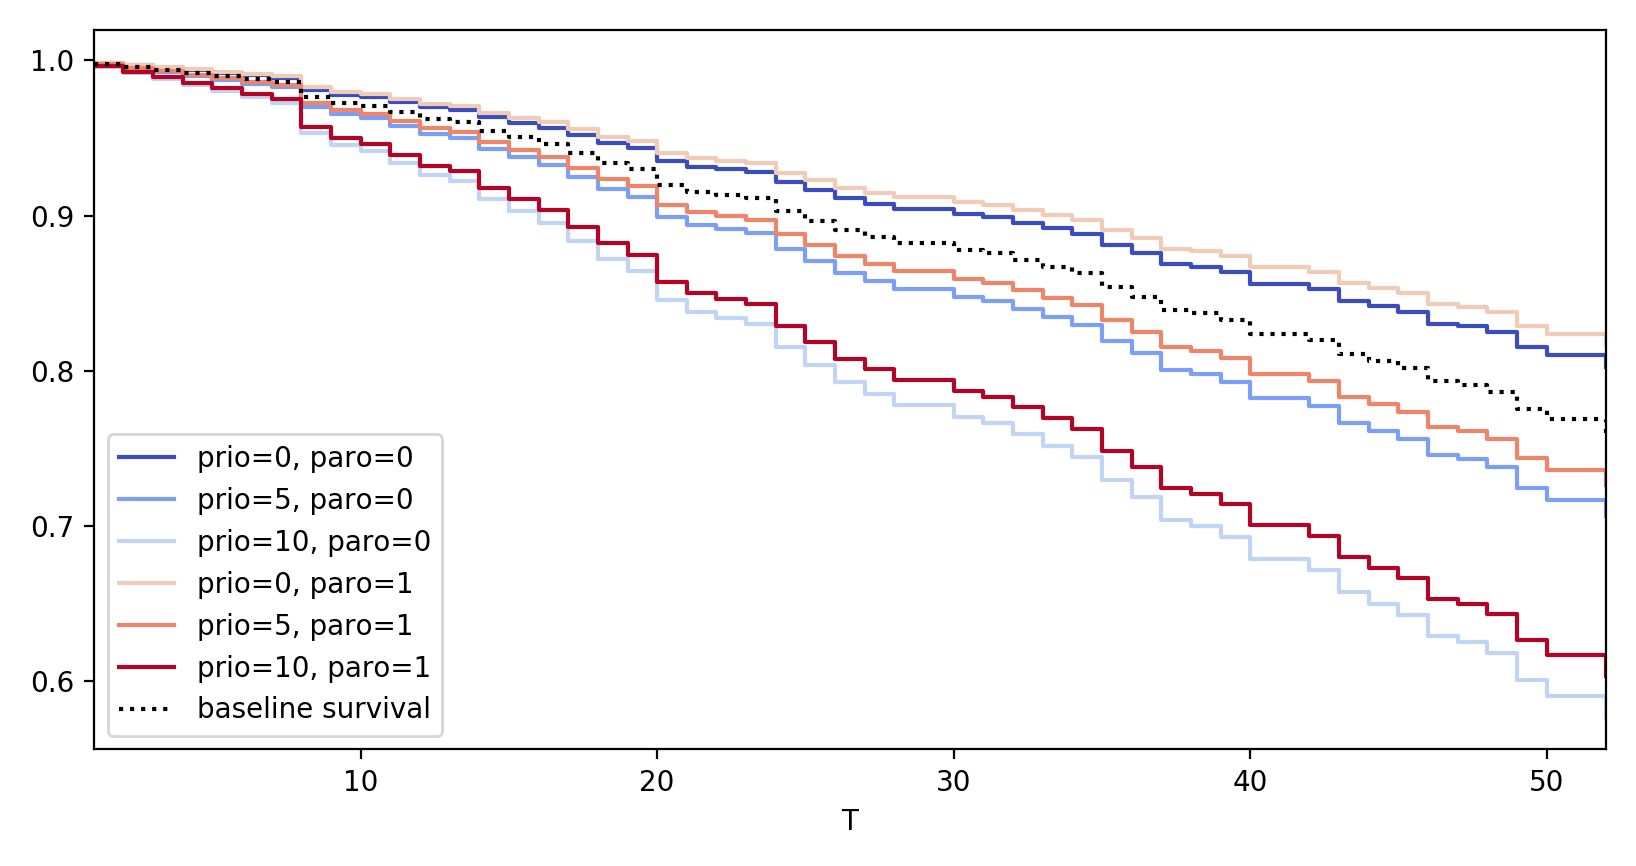 1.0
0.9
0.8
0.7
0.6
prio=0, paro=0
prio=5, paro=0
prio=10, paro=0
prio=0, paro=1
prio=5, paro=1
prio=10, paro=1
baseline survival
10 20 30 40 50
T